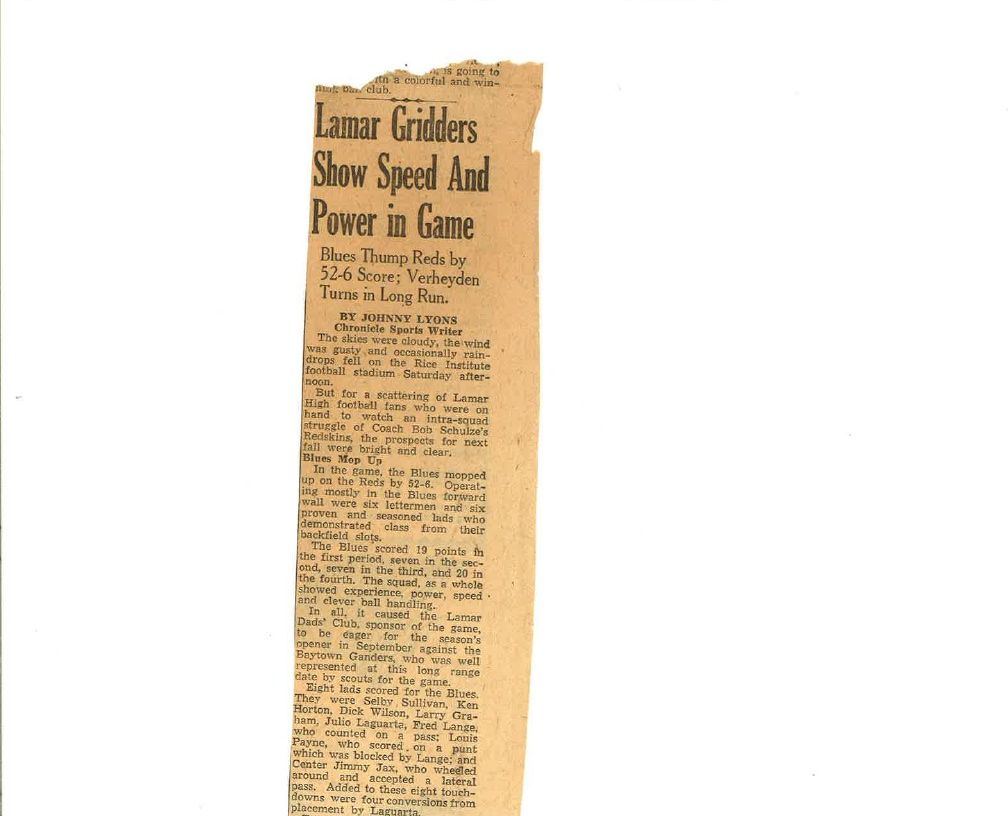 is going to
a colorful and win-
club.
Lamar Gridders
Show Speed And
Power in Game
Blues Thump Reds by
52-6 Score; Verheyden
Turns in Long Run.
BY JOHNNY LYONS
Chronicle Sports Writer
The skies were cloudy, the wind
was gusty and occasionally rain-
drops fell on the Rice Institute
football stadium Saturday after-
noon.
But for a scattering of Lamar
High football fans who were on
hand to watch an intra-squad
struggle of Coach Bob Schulze's
Redskins, the prospects for next
fall were bright and clear.
Blues Mop Up
In the game, the Blues mopped
up on the Reds by 52-6. Operat-
ing mostly in the Blues forward
wall were six lettermen and six
proven and seasoned lads who
demonstrated class from their
backfield slots.
The Blues scored 19 points in
the first period, seven in the sec-
ond, seven in the third, and 20 in
the fourth. The squad, as a whole
showed experience, power, speed
and clever ball handling.
In all, it caused the Lamar
Dads' Club, sponsor of the game,
to be eager for the season's
opener in September against the
Baytown Ganders, who was well
represented at this long range
date by scouts for the game.
Eight lads scored for the Blues.
They were Selby Sullivan, Ken
Horton, Dick Wilson, Larry Gra-
ham, Julio Laguarta, Fred Lange,
who counted on a pass; Louis
Payne, who scored on a punt
which was blocked by Lange; and
Center Jimmy Jax, who wheeled
around and accepted a lateral
pass. Added to these eight touch-
downs were four conversions from
placement by Laguarta.